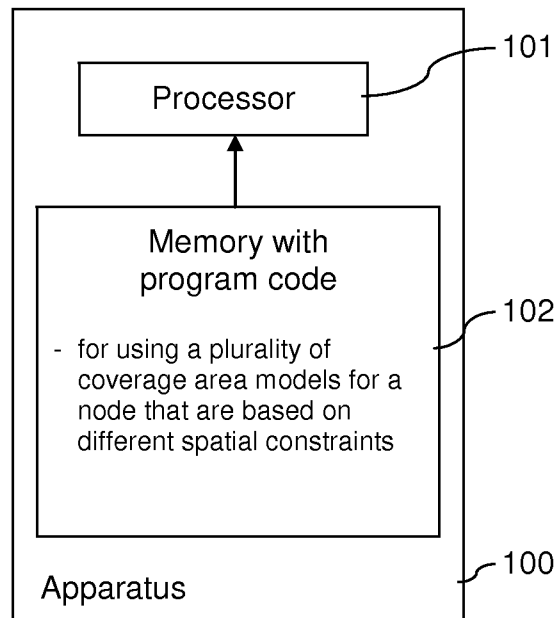 101
Processor
Memory with
program code
102
- for using a plurality of
coverage area models for a
node that are based on
different spatial constraints
100
Apparatus